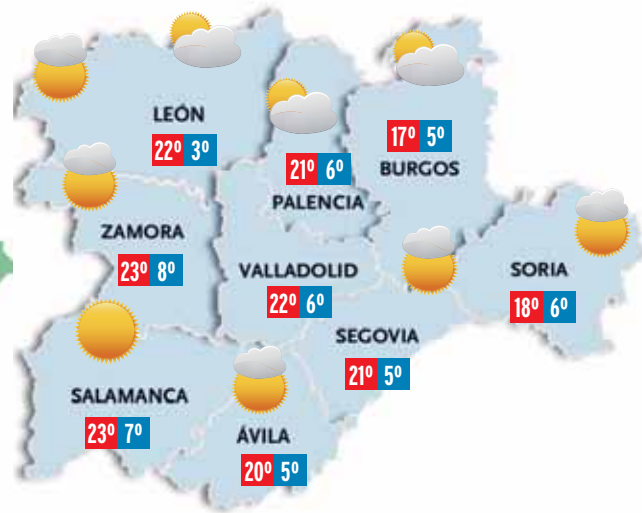 LEÓN
22º 3º
17º 5º
BURGOS
21º 6º
PALENCIA
ZAMORA
23º 8º
VALLADOLID
22º 6º
SORIA
18º 6º
SEGOVIA
21º 5º
SALAMANCA
23º 7º
ÁVILA
20º 5º